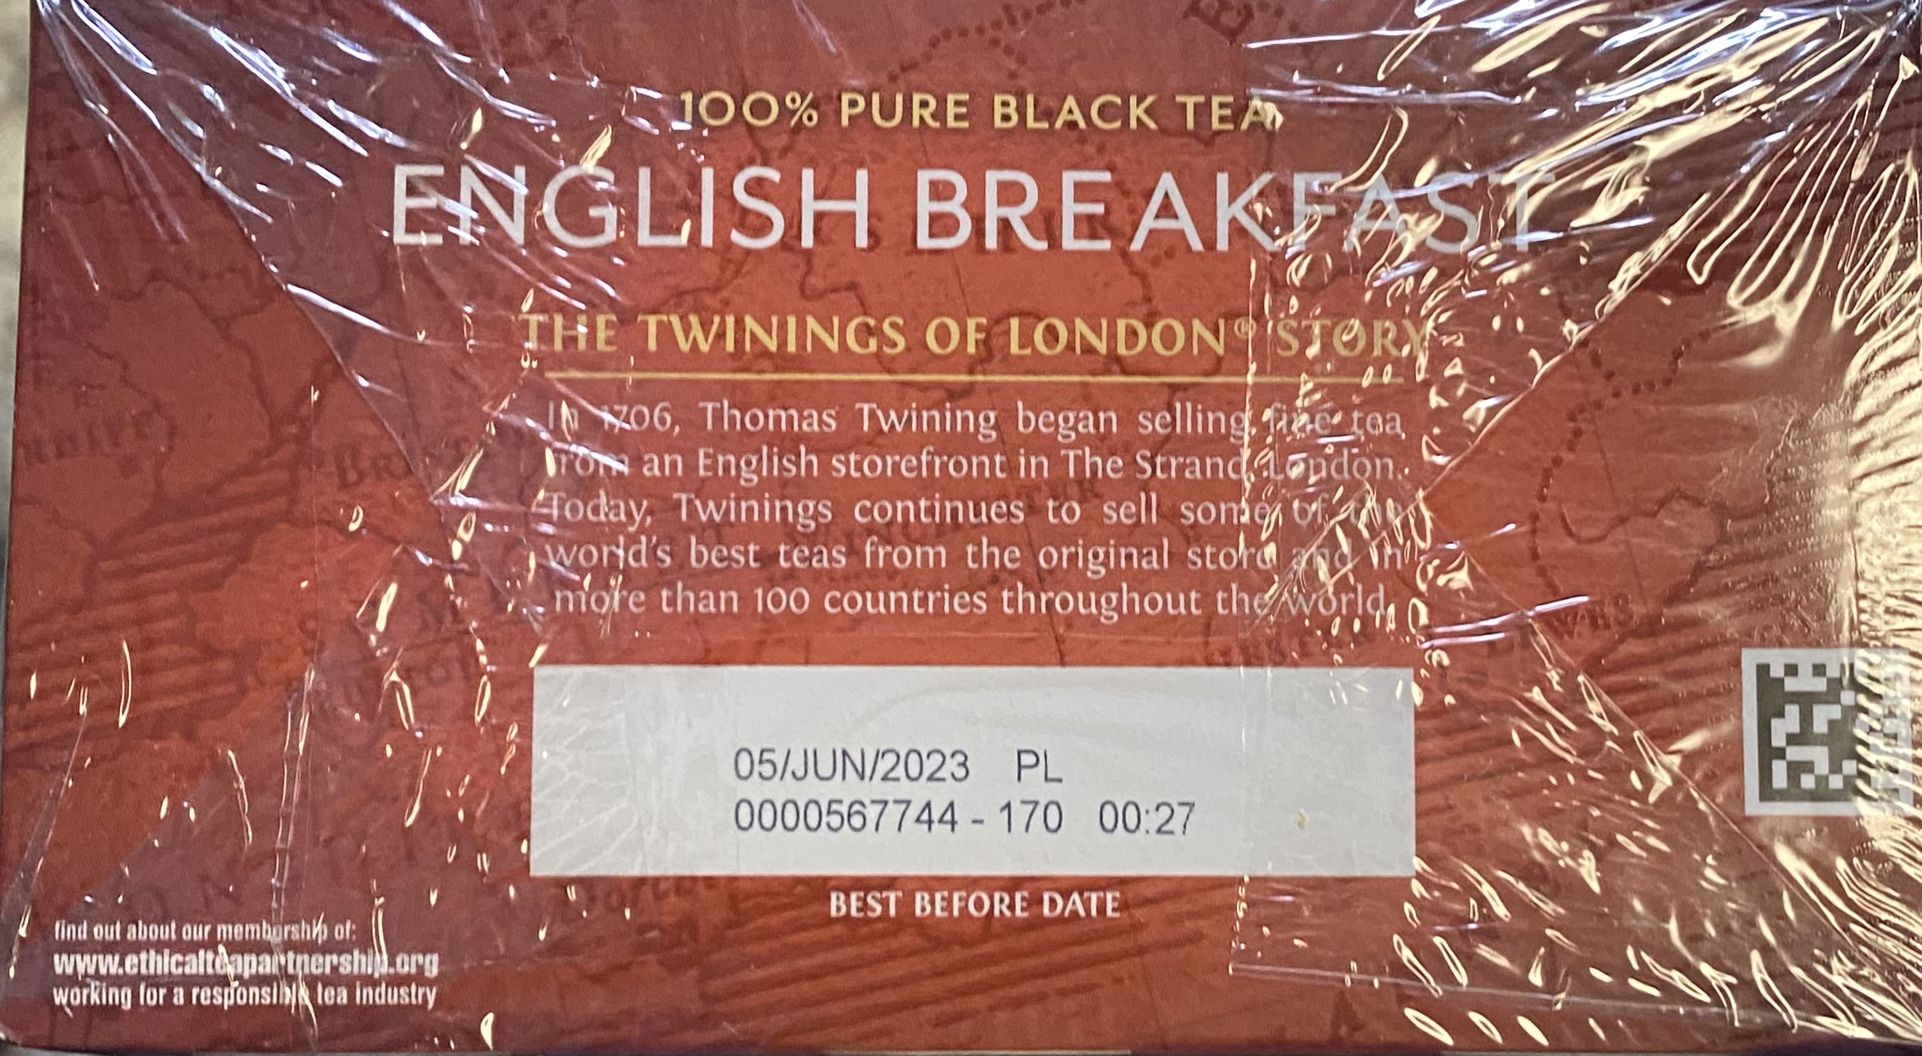 100% PURE BLACK TEA
ENGLISH BREAKFAST
THE TWININGS OF LONDON® STORY
In 1706, Thomas Twining began selling fine tea
from an English storefront in The Strand, London.
Today, Twinings continues to sell some of the
world's best teas from the original store and in
more than 100 countries throughout the world.
05/JUN/2023 PL
0000567744 - 170 00:27
BEST BEFORE DATE
find out about our membership of:
www.ethicalteapartnership.org
working for a responsible tea industry
LEWES